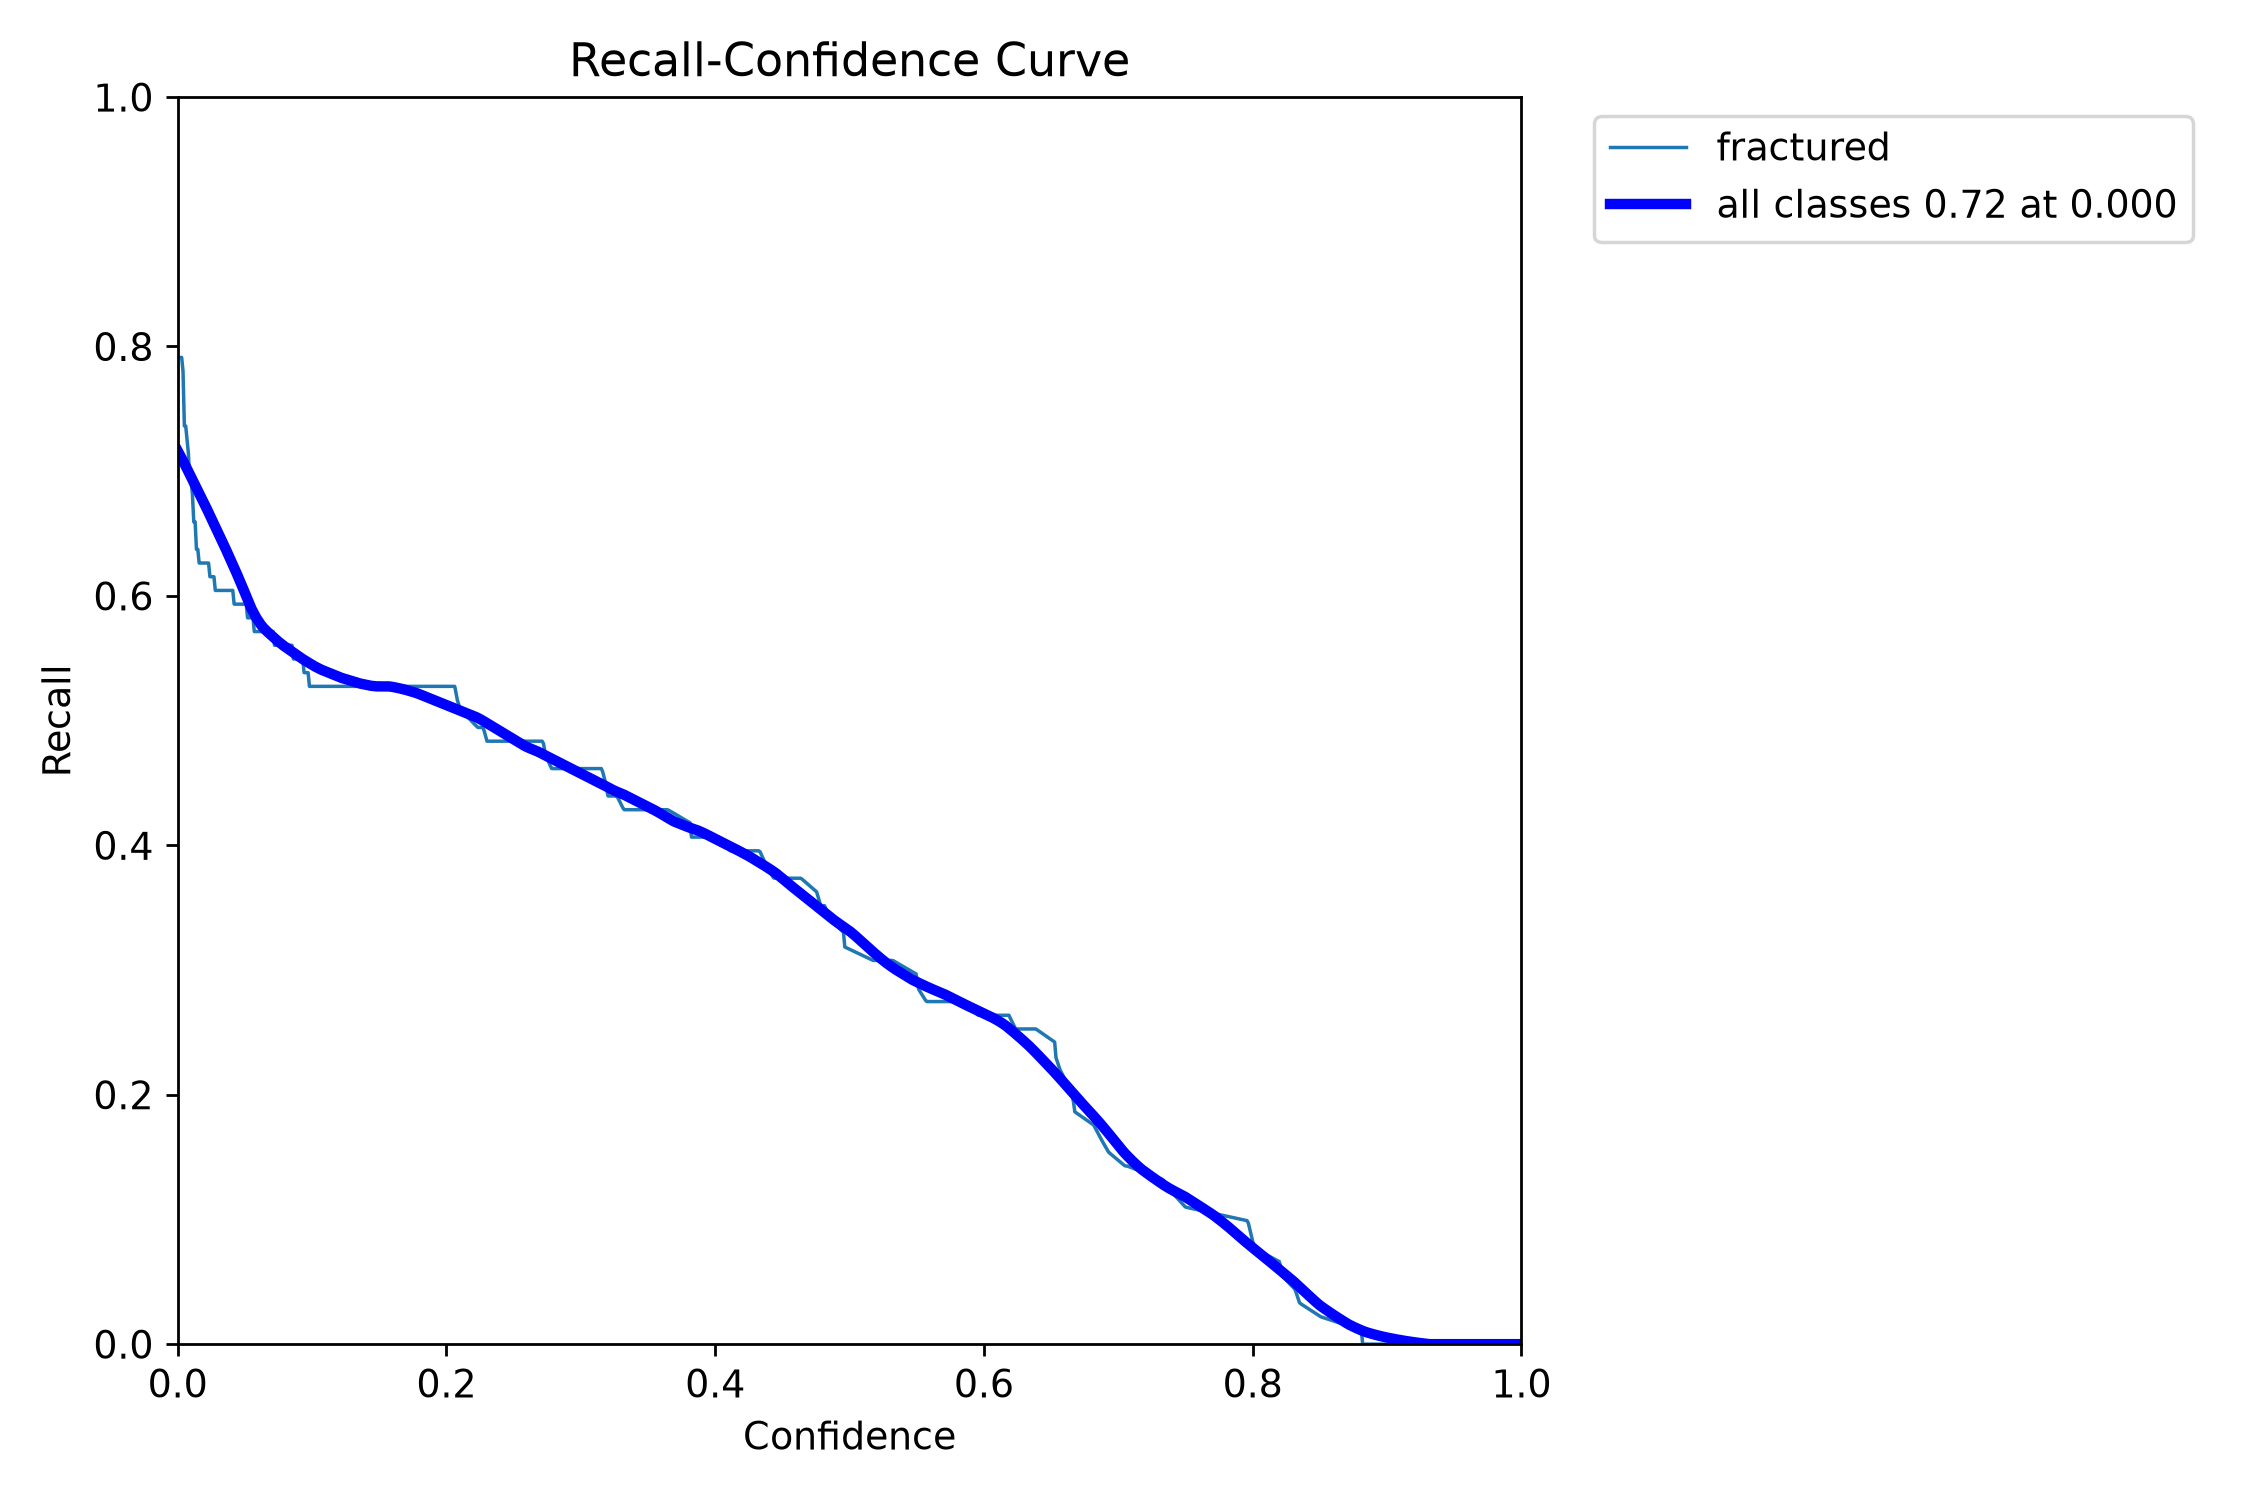 Recall-Confidence Curve
1.0
0.8
0.6
0.4
0.2
0.0
Recall
0.0 0.2 0.4 0.6 0.8 1.0
Confidence
fractured
all classes 0.72 at 0.000